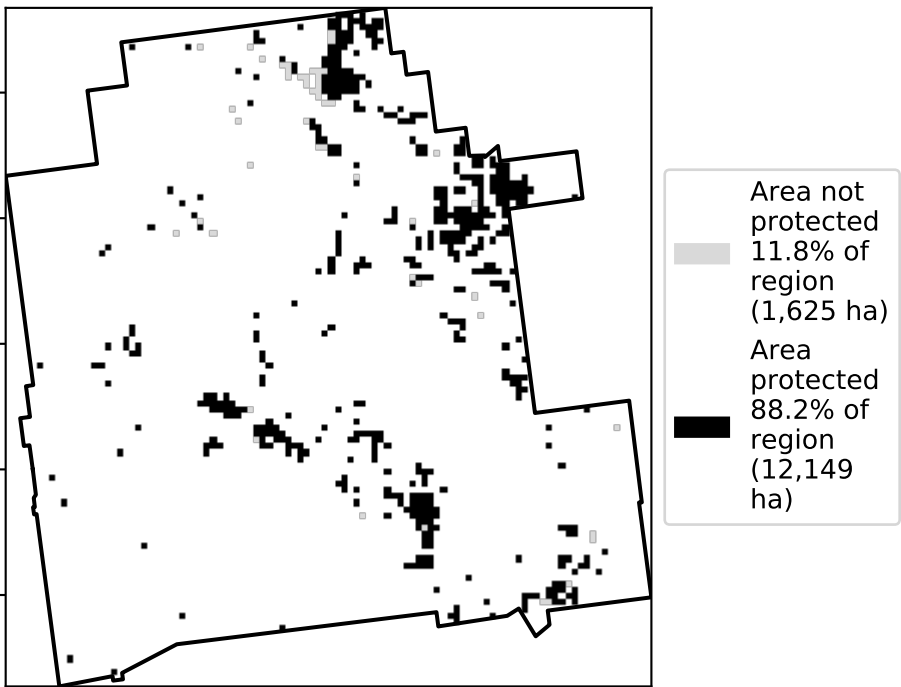 Area not
protected
11.8% of
region
(1,625 ha)
Area
protected
88.2% of
region
(12,149
ha)